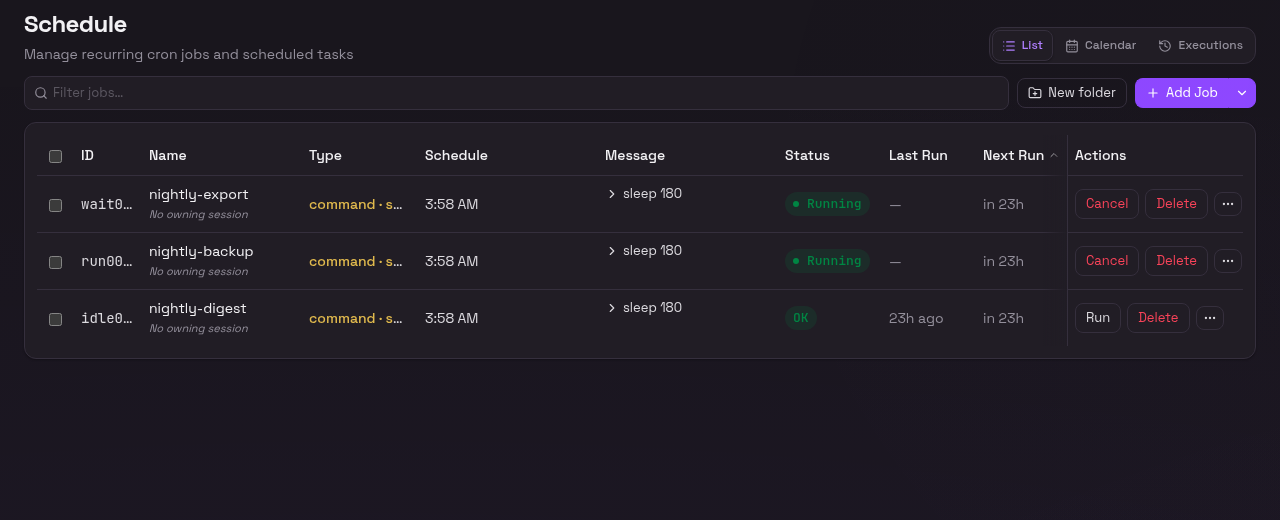 Schedule
Manage recurring cron jobs and scheduled tasks
List Calendar Executions
Filter jobs...
New folder
Add Job
ID Name Type Schedule Message Status Last Run Next Run Actions
wait0… nightly-export command · s… 3:58 AM sleep 180 Running — in 23h Cancel Delete ···
No owning session
run00… nightly-backup command · s… 3:58 AM sleep 180 Running — in 23h Cancel Delete ···
No owning session
idle0… nightly-digest command · s… 3:58 AM sleep 180 OK 23h ago in 23h Run Delete ···
No owning session